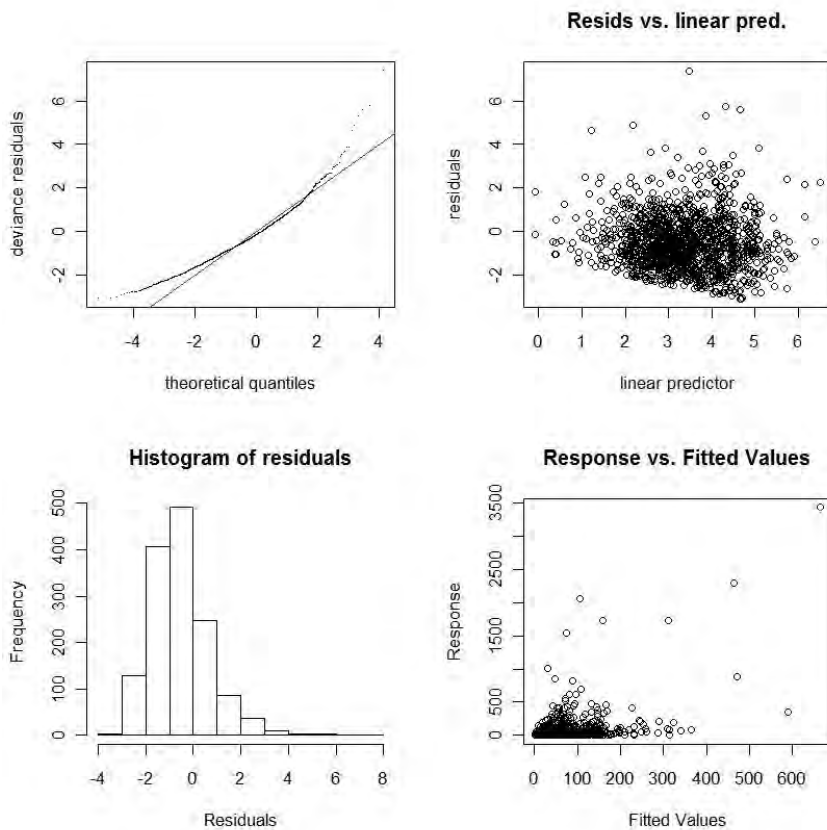 deviance residuals
6
4
2
0
-2
-4 -2 0 2 4
theoretical quantiles
Resids vs. linear pred.
residuals
6
4
2
0
-2
0 1 2 3 4 5 6
linear predictor
Histogram of residuals
Frequency
500
400
300
200
100
0
-4 -2 0 2 4 6 8
Residuals
Response vs. Fitted Values
Response
3500
2500
1500
500
0
0 100 200 300 400 500 600
Fitted Values